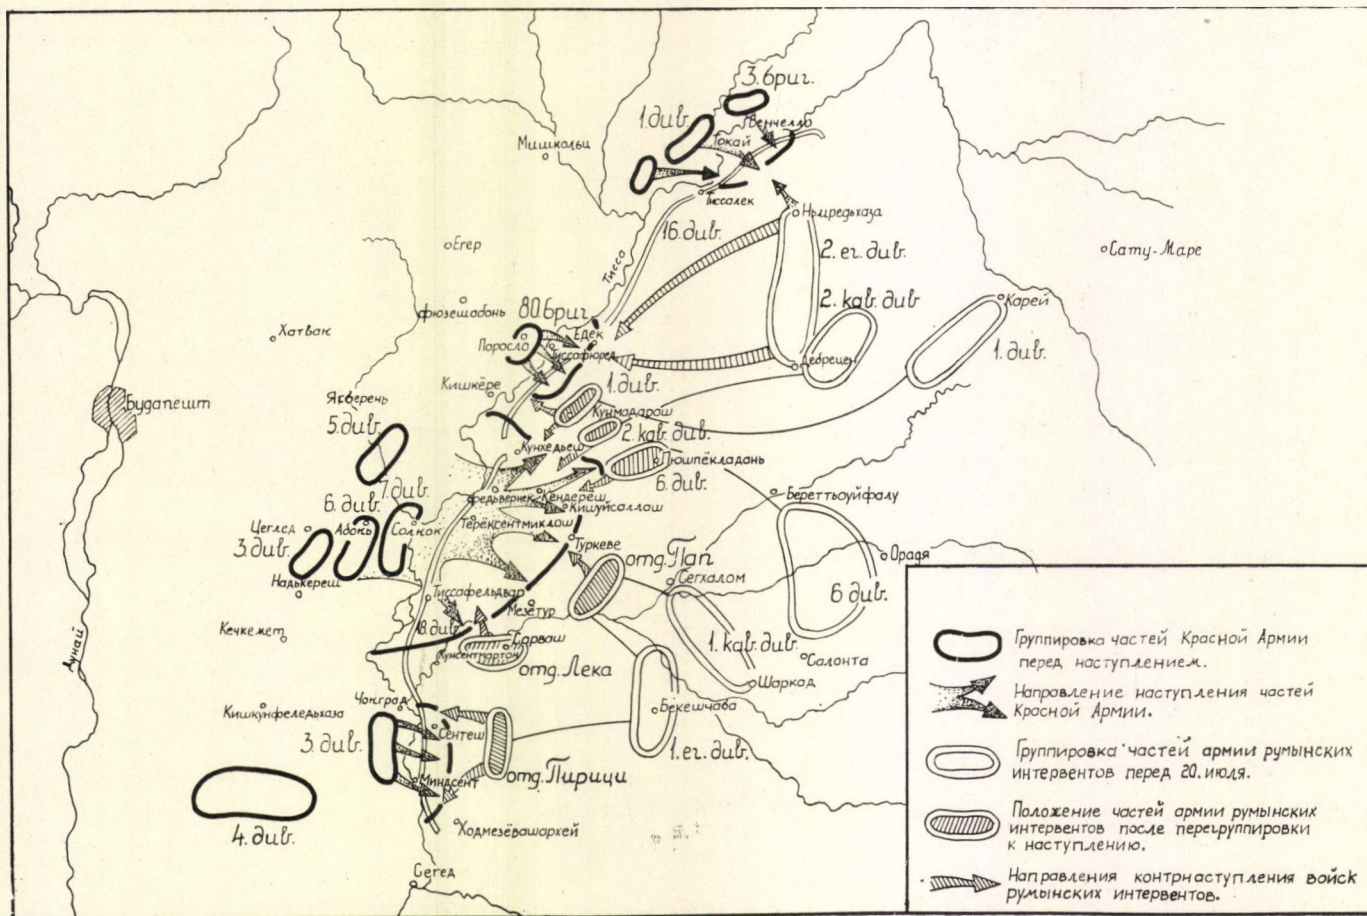 3. бриг.
1. див.
Венчелло
Токай
Мишкольц
Тиссалек
Ньиредьхаза
16. див.
2. ег. див.
Егер
Тиссо
Сату-Маре
2. кав. див
Карей
80. бриг.
Фюзешабонь
Хатвак
Едек
Поросло
Тиссафюред
Дебрецен
1. див.
Кишкёре
1. див.
Будапешт
Ясберень
Кунмадараш
5. див.
2. кав. див.
Кунхедьеш
Пюшпёкладань
7. див.
6. див.
6. див.
Фредьвернек
Кендереш
Береттьоуйфалу
Кишуйсаллаш
Цеглед
Абонь
Солнок
Тёрёксентмиклош
3. див.
Туркеве
отд. Пап
Орадя
Надькереш
Сегхалом
Тиссафельдвар
6 див.
Мезётур
Кечкемет
18. див.
Сарваш
1. кав. див.
Кунсентмартон
Салонта
отд. Лека
Дунай
Шаркад
Чонград
Кишкунфеледьхаза
Бекешчаба
3. див.
Сентеш
1. ег. див.
отд. Пирици
Миндсент
4. див.
Ходмезёвашархей
Сегед
Группировка частей Красной Армии
перед наступлением.
Направление наступления частей
Красной Армии.
Группировка частей армии румынских
интервентов перед 20. июля.
Положение частей армии румынских
интервентов после перегруппировки
к наступлению.
Направления контрнаступления войск
румынских интервентов.